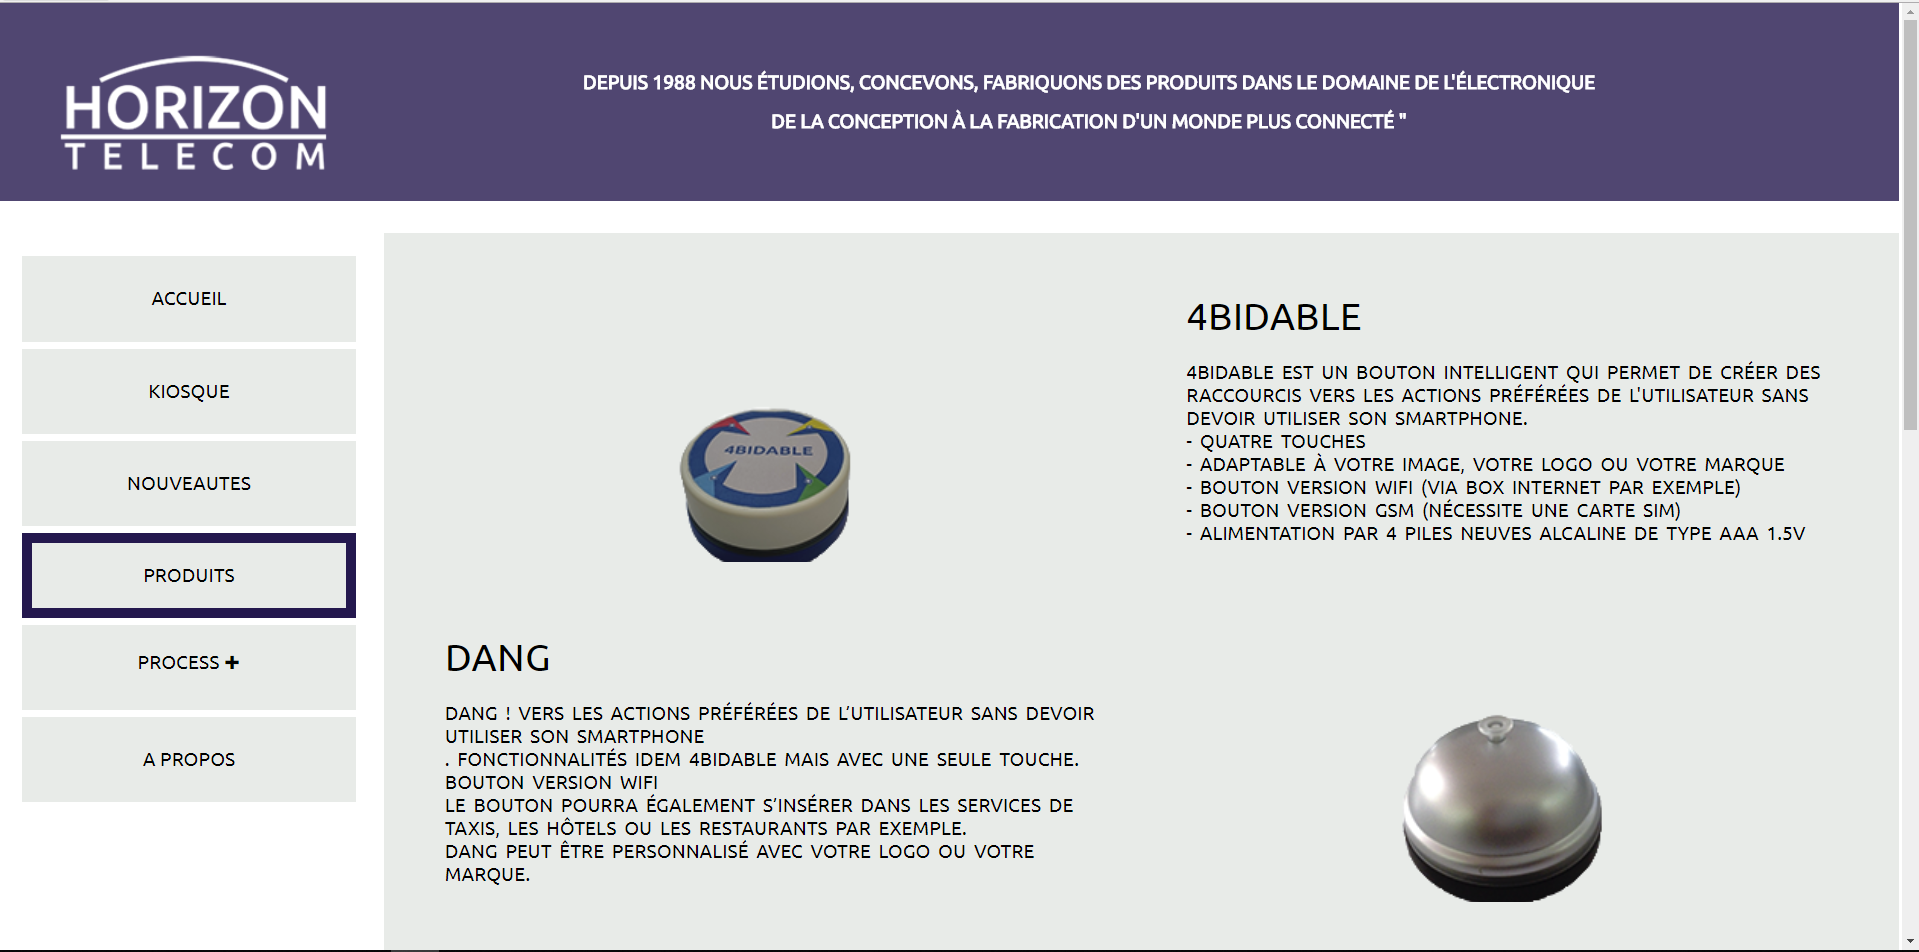 HORIZON
TELECOM
DEPUIS 1988 NOUS ÉTUDIONS, CONCEVONS, FABRIQUONS DES PRODUITS DANS LE DOMAINE DE L'ÉLECTRONIQUE
DE LA CONCEPTION À LA FABRICATION D'UN MONDE PLUS CONNECTÉ "
ACCUEIL
KIOSQUE
NOUVEAUTES
PRODUITS
PROCESS +
A PROPOS
4BIDABLE
4BIDABLE
4BIDABLE EST UN BOUTON INTELLIGENT QUI PERMET DE CRÉER DES
RACCOURCIS VERS LES ACTIONS PRÉFÉRÉES DE L'UTILISATEUR SANS
DEVOIR UTILISER SON SMARTPHONE.
- QUATRE TOUCHES
- ADAPTABLE À VOTRE IMAGE, VOTRE LOGO OU VOTRE MARQUE
- BOUTON VERSION WIFI (VIA BOX INTERNET PAR EXEMPLE)
- BOUTON VERSION GSM (NÉCESSITE UNE CARTE SIM)
- ALIMENTATION PAR 4 PILES NEUVES ALCALINE DE TYPE AAA 1.5V
DANG
DANG ! VERS LES ACTIONS PRÉFÉRÉES DE L’UTILISATEUR SANS DEVOIR
UTILISER SON SMARTPHONE
. FONCTIONNALITÉS IDEM 4BIDABLE MAIS AVEC UNE SEULE TOUCHE.
BOUTON VERSION WIFI
LE BOUTON POURRA ÉGALEMENT S’INSÉRER DANS LES SERVICES DE
TAXIS, LES HÔTELS OU LES RESTAURANTS PAR EXEMPLE.
DANG PEUT ÊTRE PERSONNALISÉ AVEC VOTRE LOGO OU VOTRE
MARQUE.